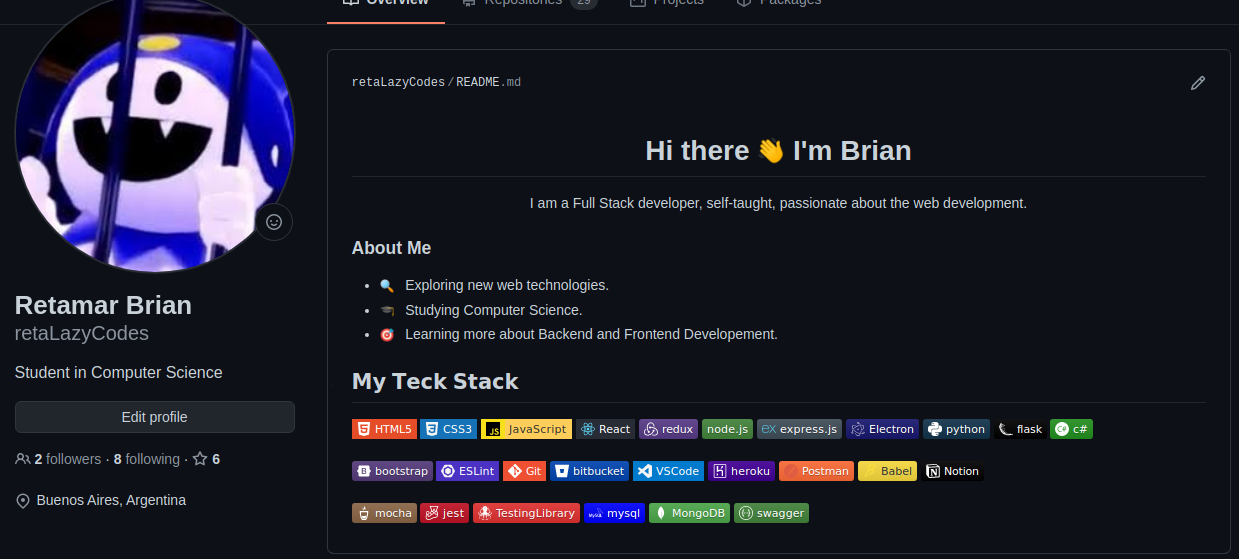 Overview Repositories 29 Projects Packages
retaLazyCodes/README.md
Hi there 👋 I'm Brian
I am a Full Stack developer, self-taught, passionate about the web development.
About Me
🔍 Exploring new web technologies.
🎓 Studying Computer Science.
🎯 Learning more about Backend and Frontend Developement.
My Teck Stack
HTML5 CSS3 JS JavaScript React redux node.js ex express.js Electron python flask C# c#
B bootstrap ESLint Git bitbucket VSCode heroku Postman Babel N Notion
mocha jest TestingLibrary MySQL mysql MongoDB swagger
Retamar Brian
retaLazyCodes
Student in Computer Science
Edit profile
2 followers · 8 following · 6
Buenos Aires, Argentina